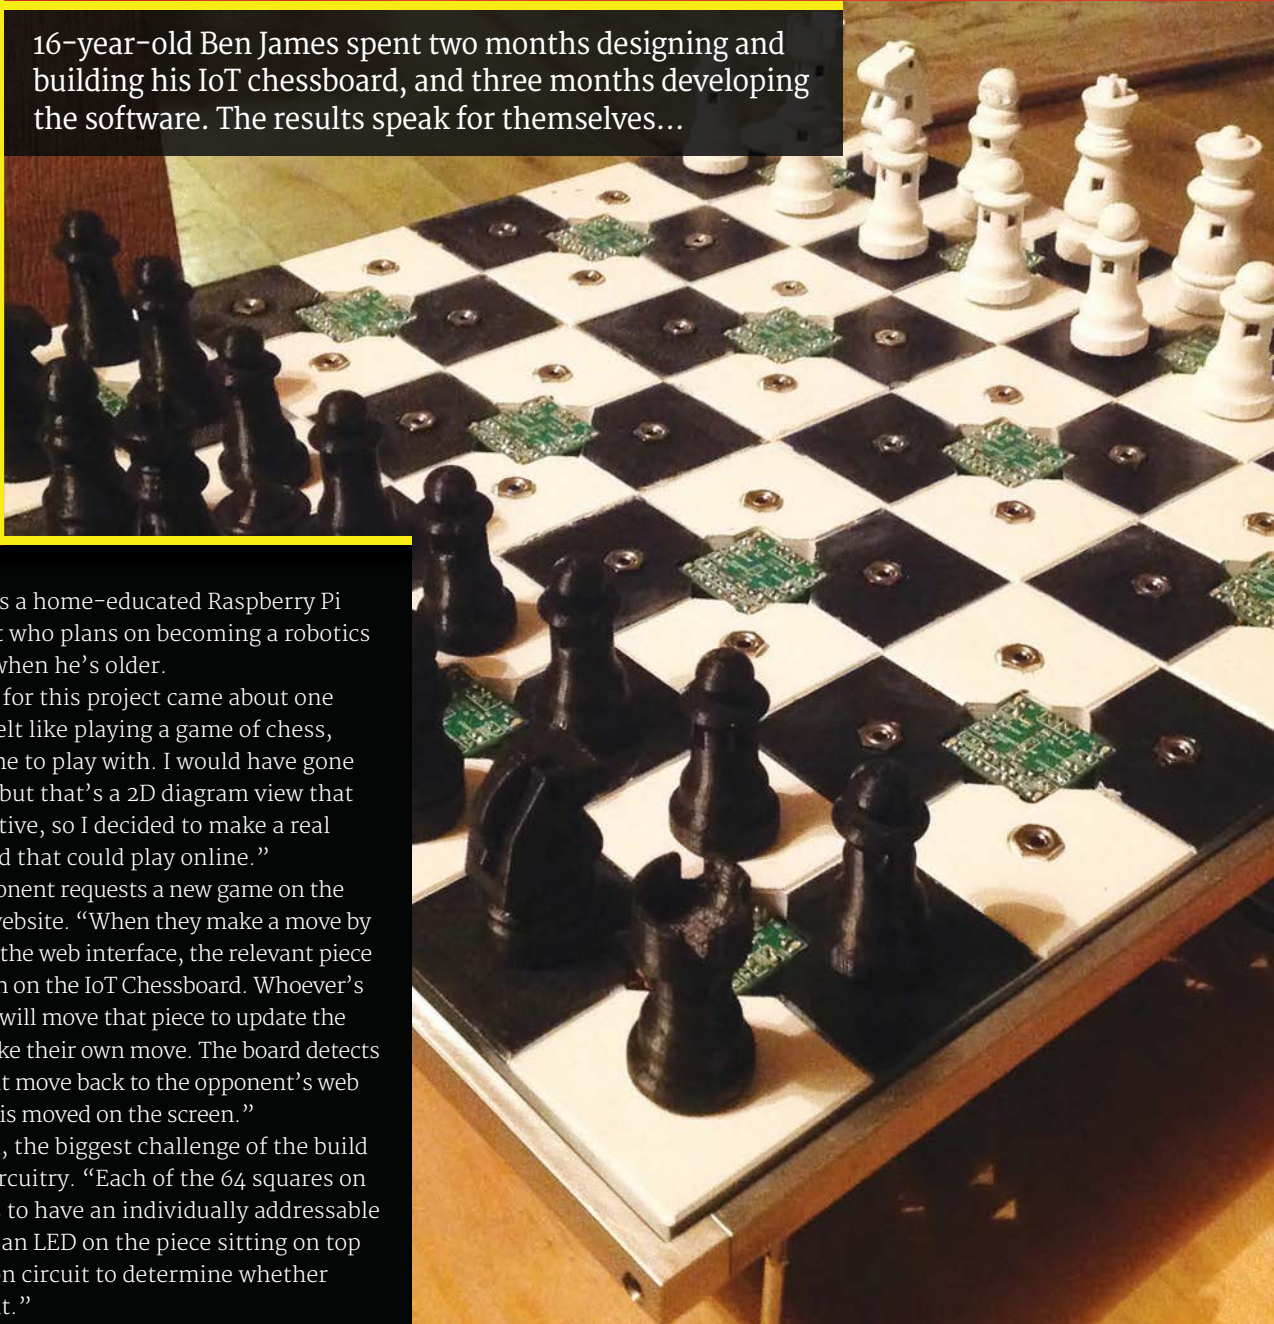 16-year-old Ben James spent two months designing and
building his IoT chessboard, and three months developing
the software. The results speak for themselves...
s a home-educated Raspberry Pi
t who plans on becoming a robotics
when he’s older.
for this project came about one
elt like playing a game of chess,
ne to play with. I would have gone
but that’s a 2D diagram view that
tive, so I decided to make a real
d that could play online.”
onent requests a new game on the
ebsite. “When they make a move by
the web interface, the relevant piece
n on the IoT Chessboard. Whoever’s
will move that piece to update the
ke their own move. The board detects
t move back to the opponent’s web
is moved on the screen.”
, the biggest challenge of the build
rcuitry. “Each of the 64 squares on
s to have an individually addressable
an LED on the piece sitting on top
on circuit to determine whether
t.”